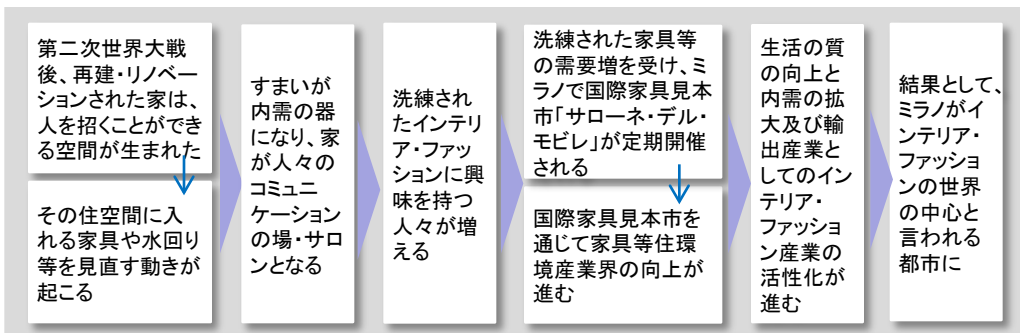 第二次世界大戦
後、再建・リノベー
ションされた家は、
人を招くことができ
る空間が生まれた
その住空間に入
れる家具や水回り
等を見直す動きが
起こる
すまいが
内需の器
になり、家
が人々の
コミュニ
ケーション
の場・サロ
ンとなる
洗練され
たインテリ
ア・ファッ
ションに興
味を持つ
人々が増
える
洗練された家具等
の需要増を受け、ミ
ラノで国際家具見本
市「サローネ・デル・
モビレ」が定期開催
される
国際家具見本市を
通じて家具等住環
境産業界の向上が
進む
生活の質
の向上と
内需の拡
大及び輸
出産業と
してのイン
テリア・
ファッショ
ン産業の
活性化が
進む
結果として、
ミラノがイ
ンテリア・
ファッショ
ンの世界
の中心と
言われる
都市に